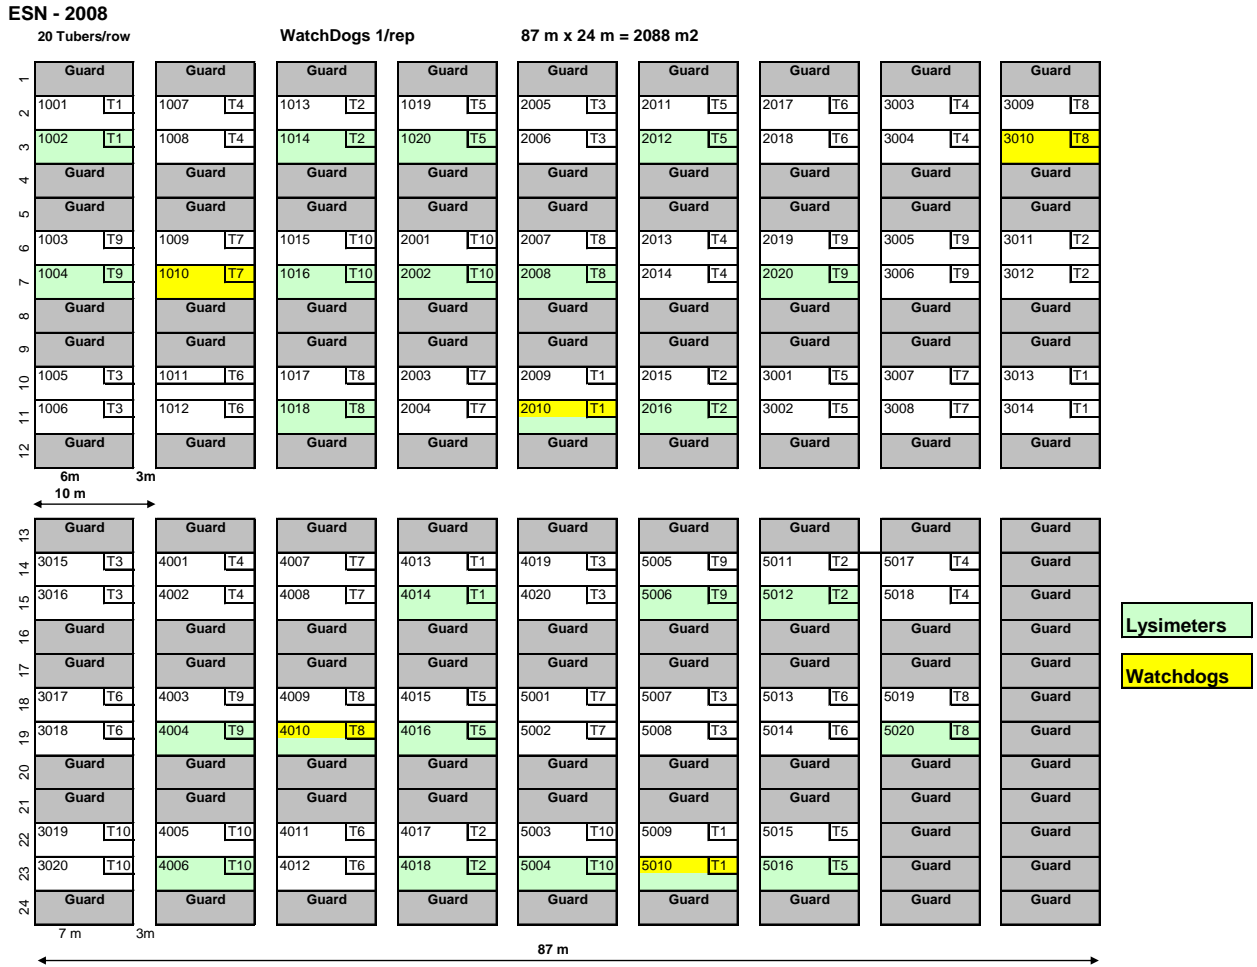 ESN - 2008
20 Tubers/row WatchDogs 1/rep 87 m x 24 m = 2088 m2
1 Guard Guard Guard Guard Guard Guard Guard Guard Guard
2 1001 T1 1007 T4 1013 T2 1019 T5 2005 T3 2011 T5 2017 T6 3003 T4 3009 T8
3 1002 T1 1008 T4 1014 T2 1020 T5 2006 T3 2012 T5 2018 T6 3004 T4 3010 T8
4 Guard Guard Guard Guard Guard Guard Guard Guard Guard
5 Guard Guard Guard Guard Guard Guard Guard Guard Guard
6 1003 T9 1009 T7 1015 T10 2001 T10 2007 T8 2013 T4 2019 T9 3005 T9 3011 T2
7 1004 T9 1010 T7 1016 T10 2002 T10 2008 T8 2014 T4 2020 T9 3006 T9 3012 T2
8 Guard Guard Guard Guard Guard Guard Guard Guard Guard
9 Guard Guard Guard Guard Guard Guard Guard Guard Guard
10 1005 T3 1011 T6 1017 T8 2003 T7 2009 T1 2015 T2 3001 T5 3007 T7 3013 T1
11 1006 T3 1012 T6 1018 T8 2004 T7 2010 T1 2016 T2 3002 T5 3008 T7 3014 T1
12 Guard Guard Guard Guard Guard Guard Guard Guard Guard
6m 3m
10 m
13 Guard Guard Guard Guard Guard Guard Guard Guard Guard
14 3015 T3 4001 T4 4007 T7 4013 T1 4019 T3 5005 T9 5011 T2 5017 T4 Guard
15 3016 T3 4002 T4 4008 T7 4014 T1 4020 T3 5006 T9 5012 T2 5018 T4 Guard
16 Guard Guard Guard Guard Guard Guard Guard Guard Guard
17 Guard Guard Guard Guard Guard Guard Guard Guard Guard
18 3017 T6 4003 T9 4009 T8 4015 T5 5001 T7 5007 T3 5013 T6 5019 T8 Guard
19 3018 T6 4004 T9 4010 T8 4016 T5 5002 T7 5008 T3 5014 T6 5020 T8 Guard
20 Guard Guard Guard Guard Guard Guard Guard Guard Guard
21 Guard Guard Guard Guard Guard Guard Guard Guard Guard
22 3019 T10 4005 T10 4011 T6 4017 T2 5003 T10 5009 T1 5015 T5 Guard Guard
23 3020 T10 4006 T10 4012 T6 4018 T2 5004 T10 5010 T1 5016 T5 Guard Guard
24 Guard Guard Guard Guard Guard Guard Guard Guard Guard
7 m 3m
87 m
Lysimeters
Watchdogs